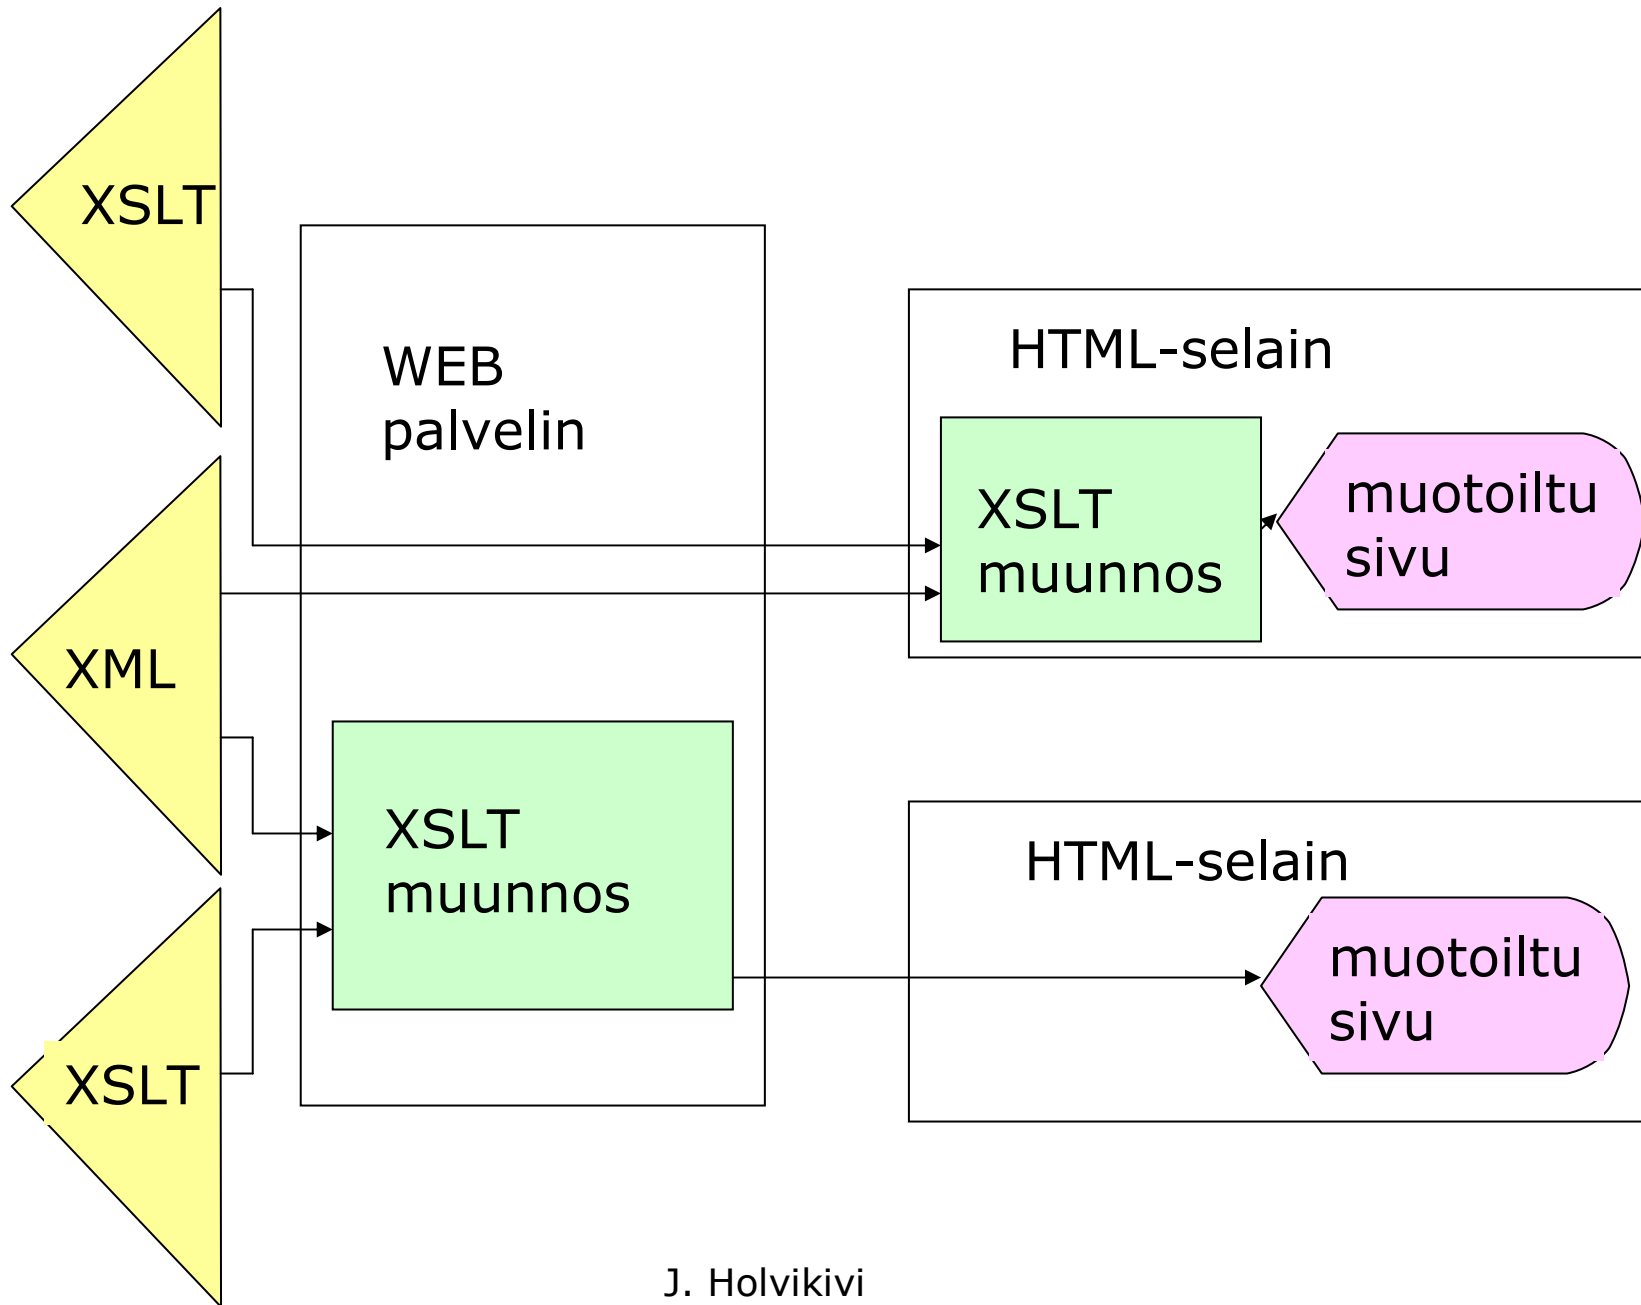 XSLT
WEB
palvelin
HTML-selain
XSLT
muunnos
muotoiltu
sivu
XML
XSLT
muunnos
HTML-selain
muotoiltu
sivu
XSLT
J. Holvikivi